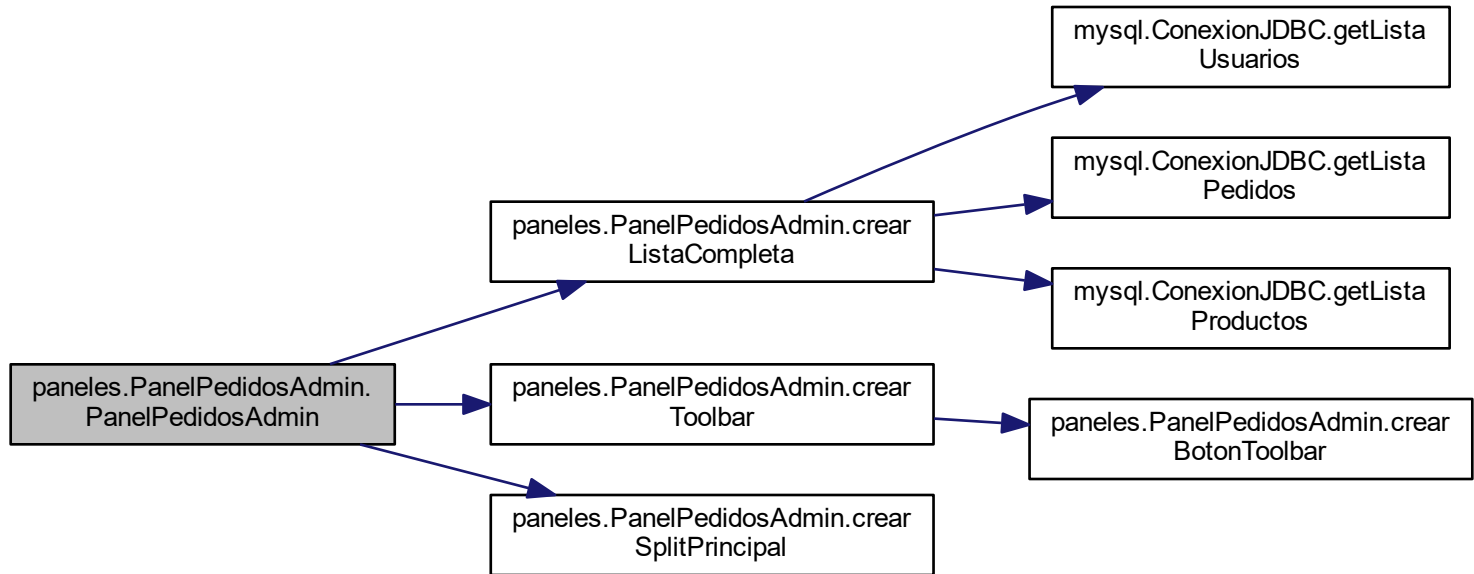 mysql.ConexionJDBC.getLista
Usuarios
mysql.ConexionJDBC.getLista
Pedidos
paneles.PanelPedidosAdmin.crear
ListaCompleta
mysql.ConexionJDBC.getLista
Productos
paneles.PanelPedidosAdmin.
PanelPedidosAdmin
paneles.PanelPedidosAdmin.crear
Toolbar
paneles.PanelPedidosAdmin.crear
BotonToolbar
paneles.PanelPedidosAdmin.crear
SplitPrincipal